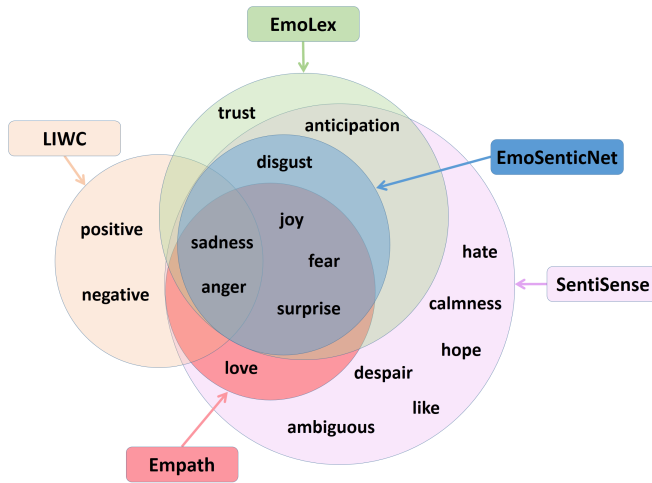 EmoLex
trust
anticipation
LIWC
disgust
EmoSenticNet
positive
joy
sadness
fear
hate
negative
anger
surprise
SentiSense
calmness
hope
love
despair
like
ambiguous
Empath